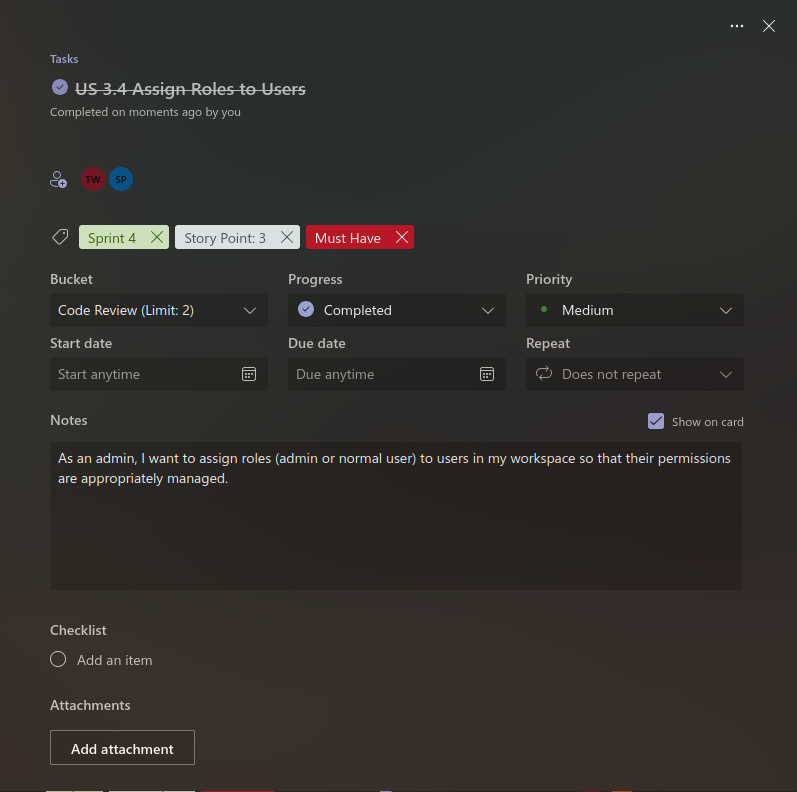 Tasks
US 3.4 Assign Roles to Users
Completed on moments ago by you
TW SP
Sprint 4 Story Point: 3 Must Have
Bucket Progress Priority
Code Review (Limit: 2) Completed Medium
Start date Due date Repeat
Start anytime Due anytime Does not repeat
Notes Show on card
As an admin, I want to assign roles (admin or normal user) to users in my workspace so that their permissions
are appropriately managed.
Checklist
Add an item
Attachments
Add attachment